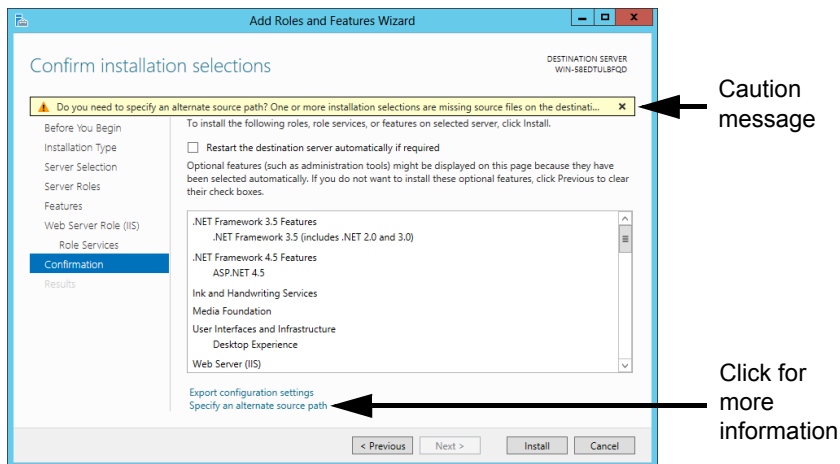 Add Roles and Features Wizard
Confirm installation selections
DESTINATION SERVER
WIN-58EDTULBFQD
Do you need to specify an alternate source path? One or more installation selections are missing source files on the destinati...
Caution
message
Before You Begin
Installation Type
Server Selection
Server Roles
Features
Web Server Role (IIS)
Role Services
Confirmation
Results
To install the following roles, role services, or features on selected server, click Install.
Restart the destination server automatically if required
Optional features (such as administration tools) might be displayed on this page because they have
been selected automatically. If you do not want to install these optional features, click Previous to clear
their check boxes.
.NET Framework 3.5 Features
.NET Framework 3.5 (includes .NET 2.0 and 3.0)
.NET Framework 4.5 Features
ASP.NET 4.5
Ink and Handwriting Services
Media Foundation
User Interfaces and Infrastructure
Desktop Experience
Web Server (IIS)
Export configuration settings
Specify an alternate source path
Click for
more
information
< Previous
Next >
Install
Cancel